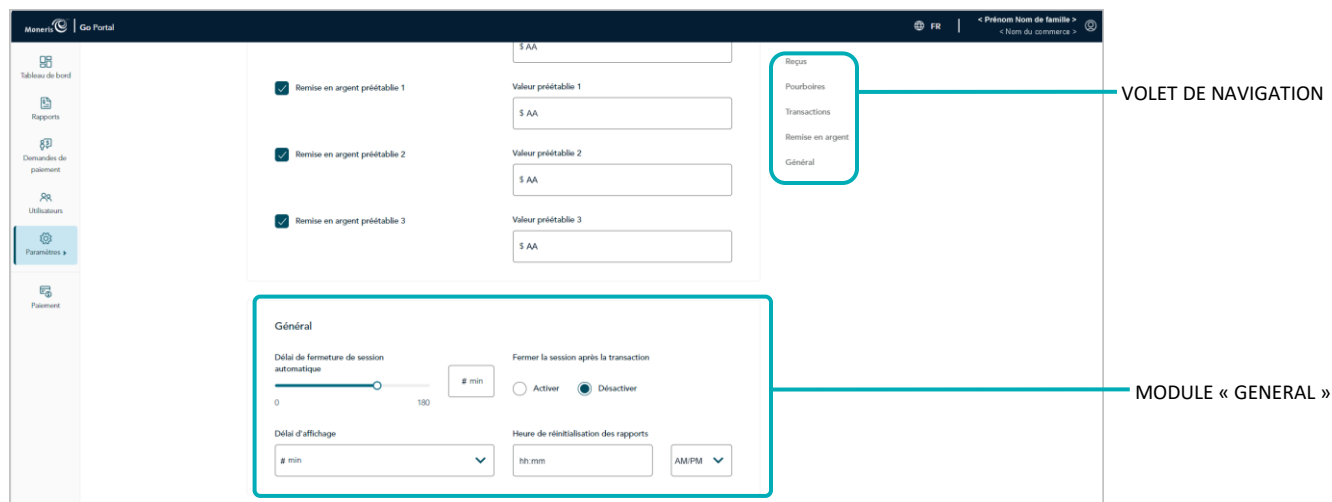 Moneris Go Portal
FR
< Prénom Nom de famille >
< Nom du commerce >
Tableau de bord
Rapports
Demandes de
paiement
Utilisateurs
Paramètres
Paiement
$ AA
Remise en argent préétablie 1
Valeur préétablie 1
$ AA
Remise en argent préétablie 2
Valeur préétablie 2
$ AA
Remise en argent préétablie 3
Valeur préétablie 3
$ AA
Reçus
Pourboires
Transactions
Remise en argent
Général
VOLET DE NAVIGATION
Général
Délai de fermeture de session
automatique
# min
0 180
Fermer la session après la transaction
Activer Désactiver
Délai d'affichage
# min
Heure de réinitialisation des rapports
hh:mm
AM/PM
MODULE « GENERAL »